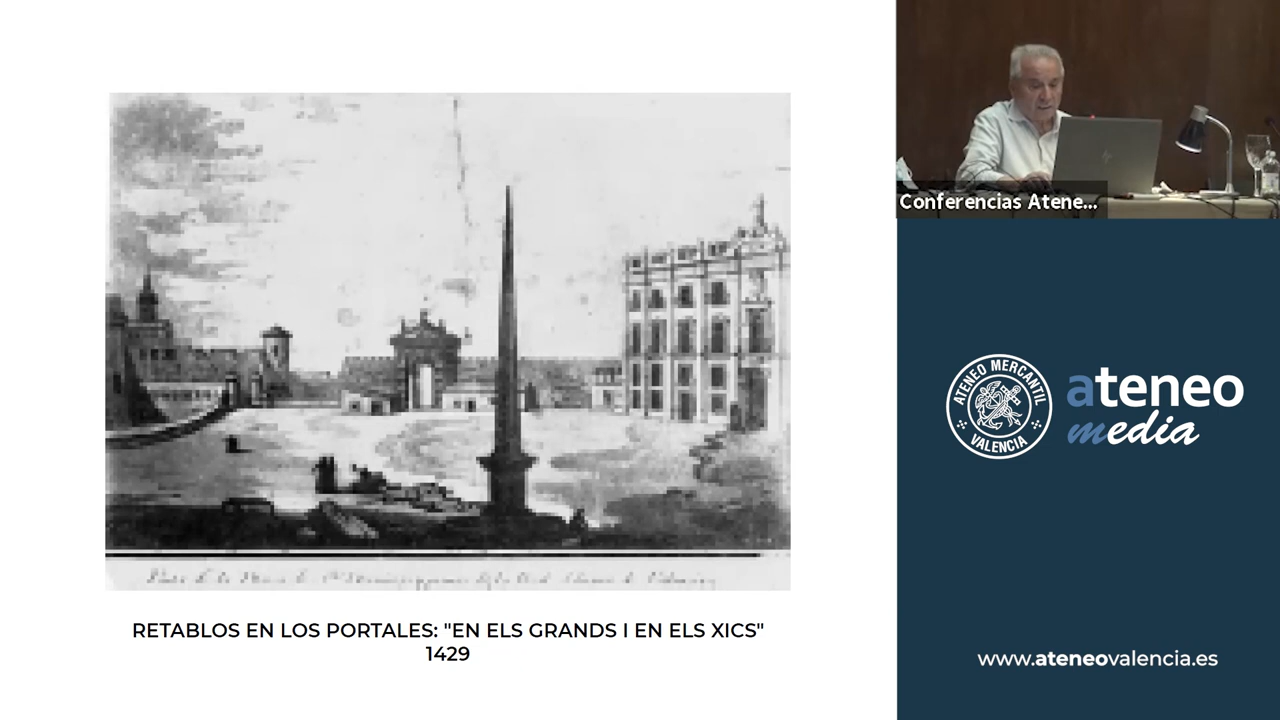 RETABLOS EN LOS PORTALES: "EN ELS GRANDS I EN ELS XICS"
1429
Conferencias Atene...
ATENEO MERCANTIL
VALENCIA
ateneo
media
www.ateneovalencia.es